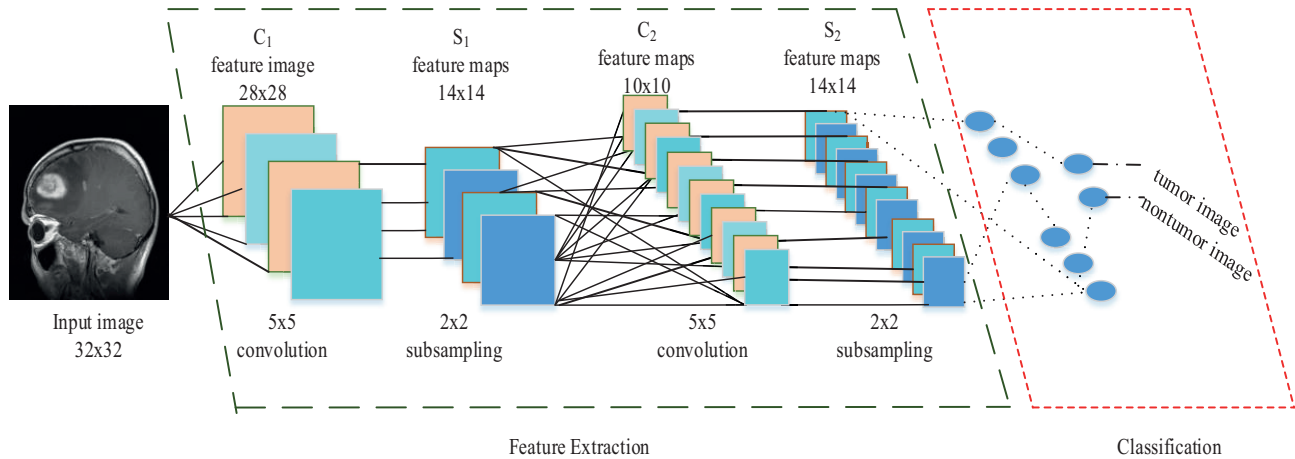 C₁
feature image
28x28
S₁
feature maps
14x14
C₂
feature maps
10x10
S₂
feature maps
14x14
Input image
32x32
5x5
convolution
2x2
subsampling
5x5
convolution
2x2
subsampling
tumor image
nontumor image
Feature Extraction
Classification